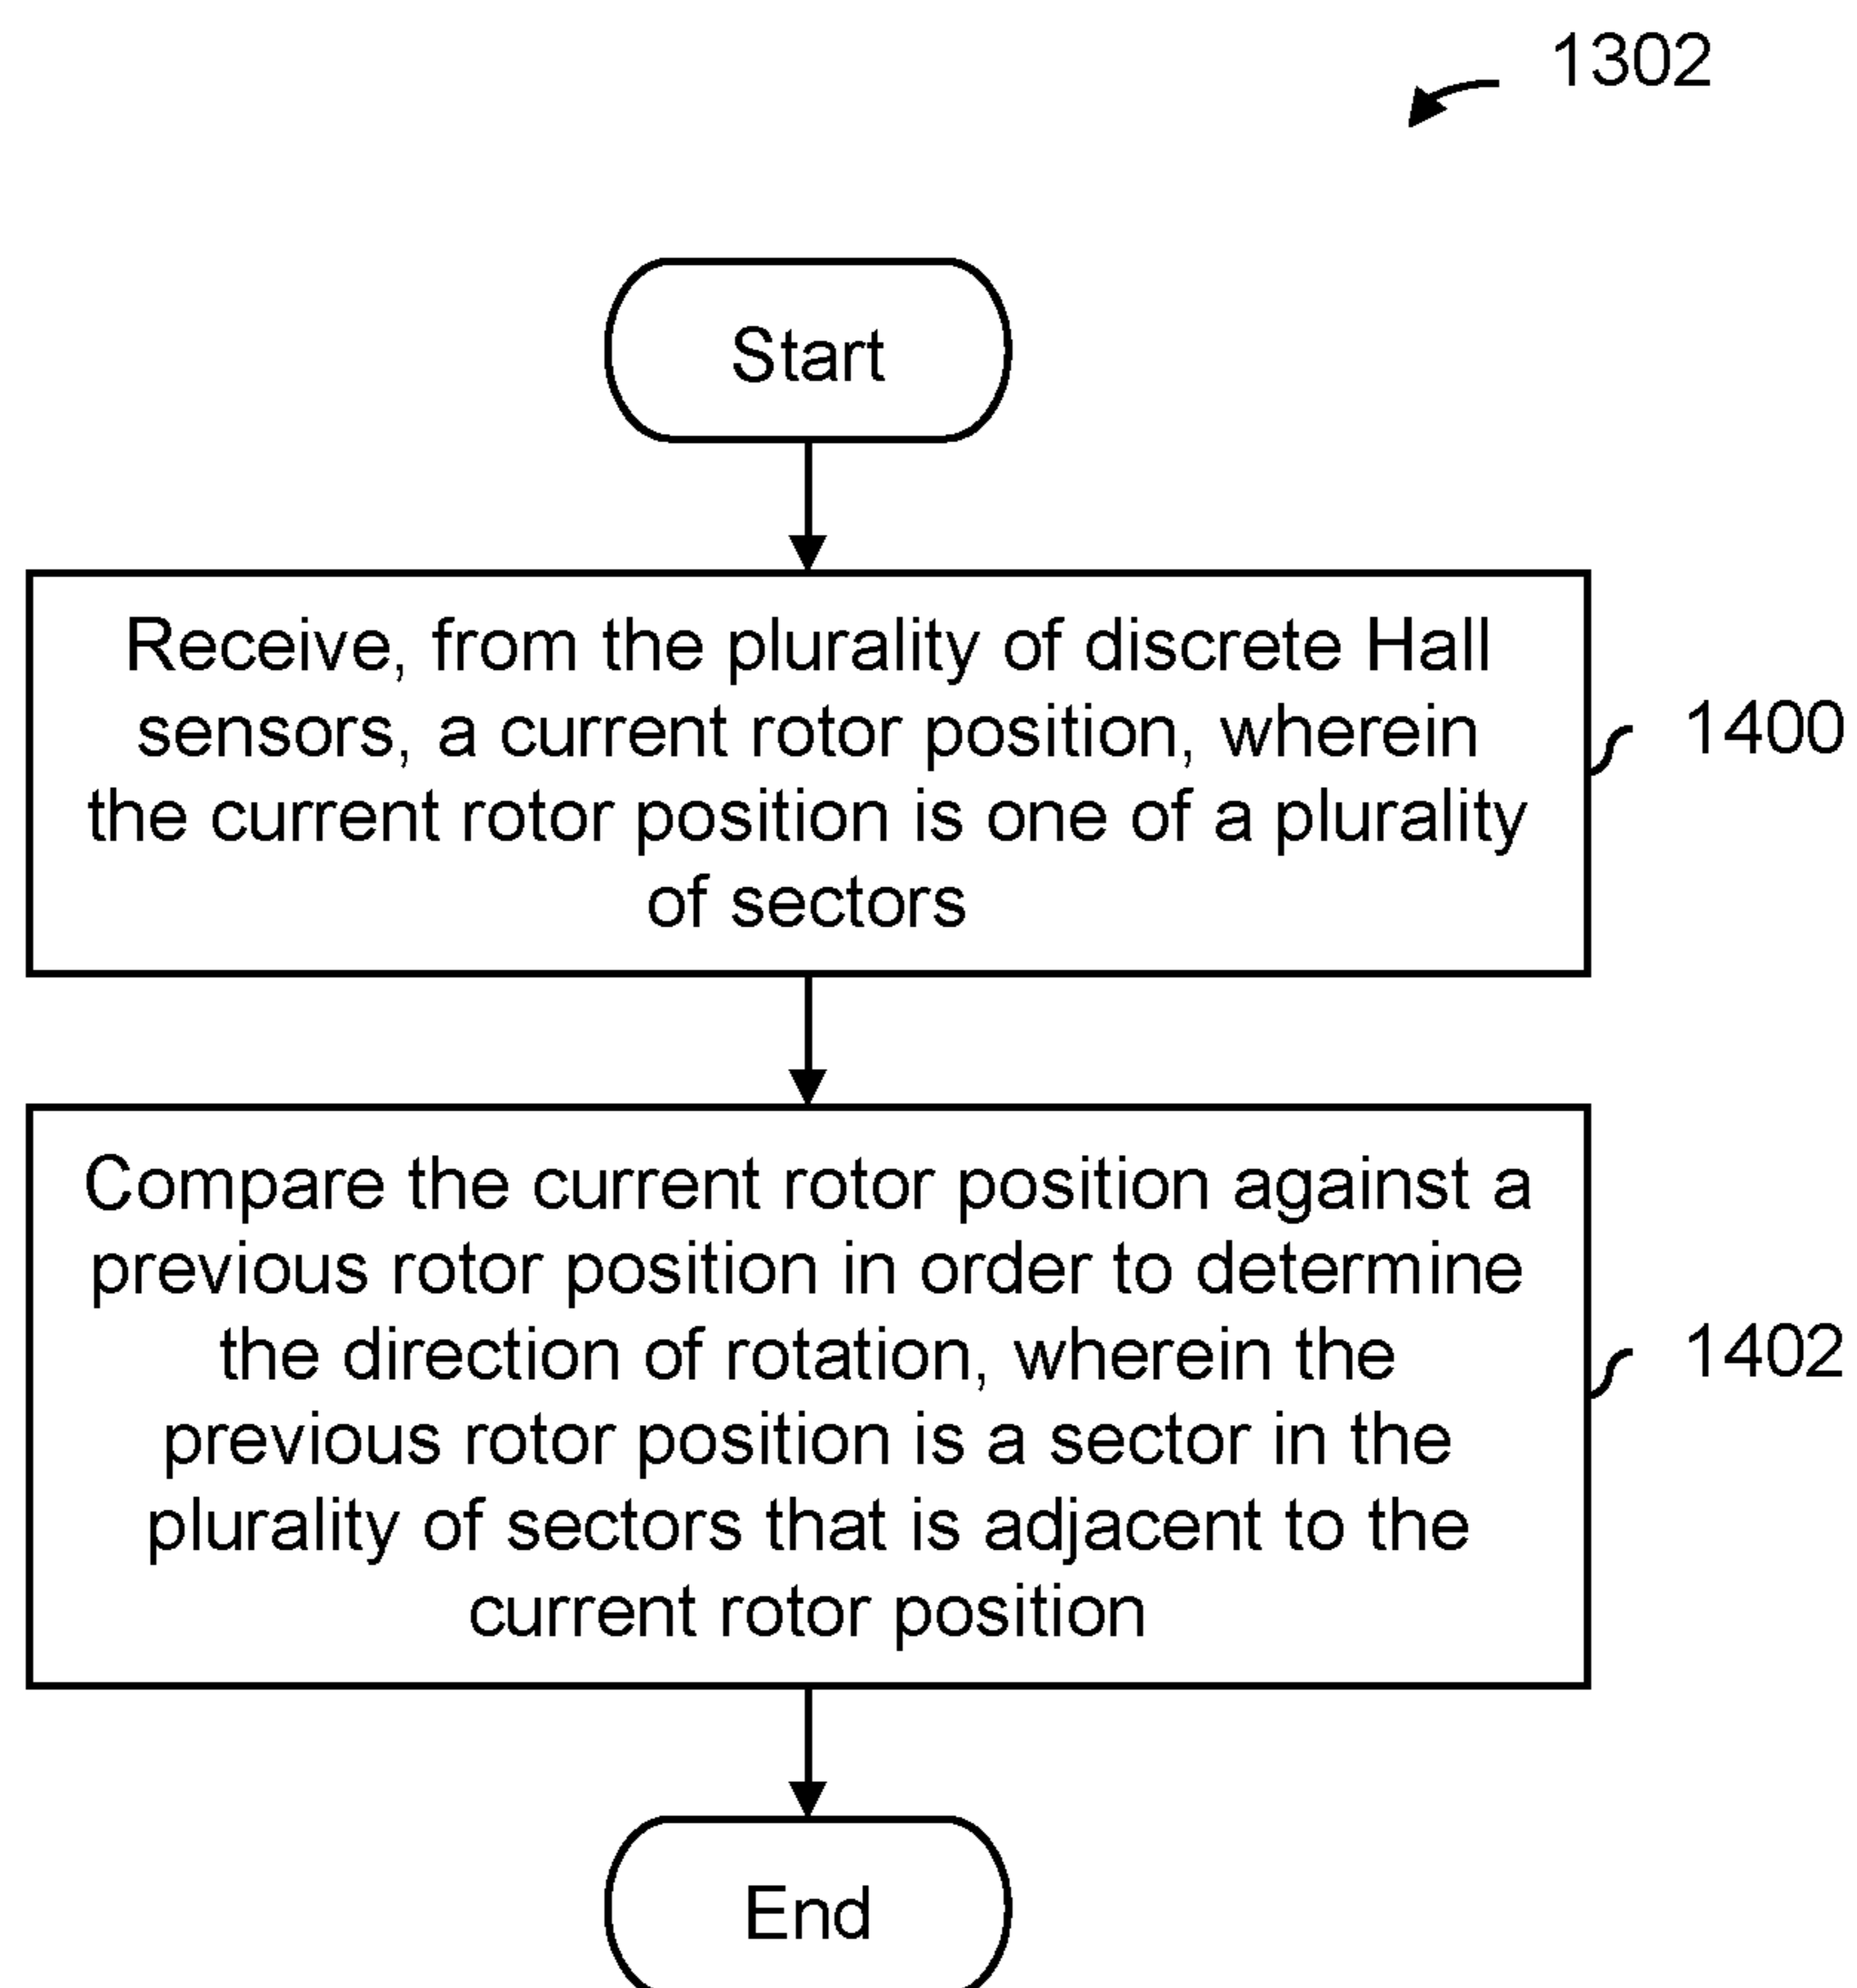 1302
Start
Receive, from the plurality of discrete Hall
sensors, a current rotor position, wherein
the current rotor position is one of a plurality
of sectors
1400
Compare the current rotor position against a
previous rotor position in order to determine
the direction of rotation, wherein the
previous rotor position is a sector in the
plurality of sectors that is adjacent to the
current rotor position
1402
End